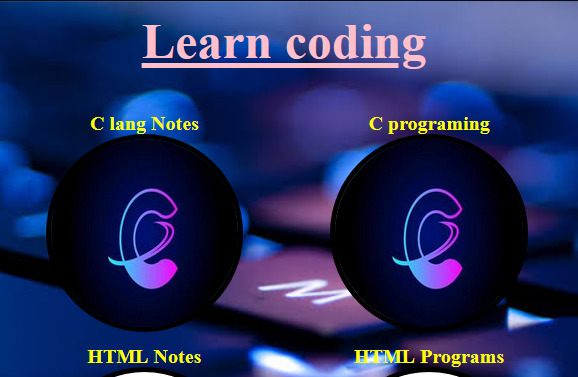 Learn coding
C lang Notes
C programing
HTML Notes
HTML Programs